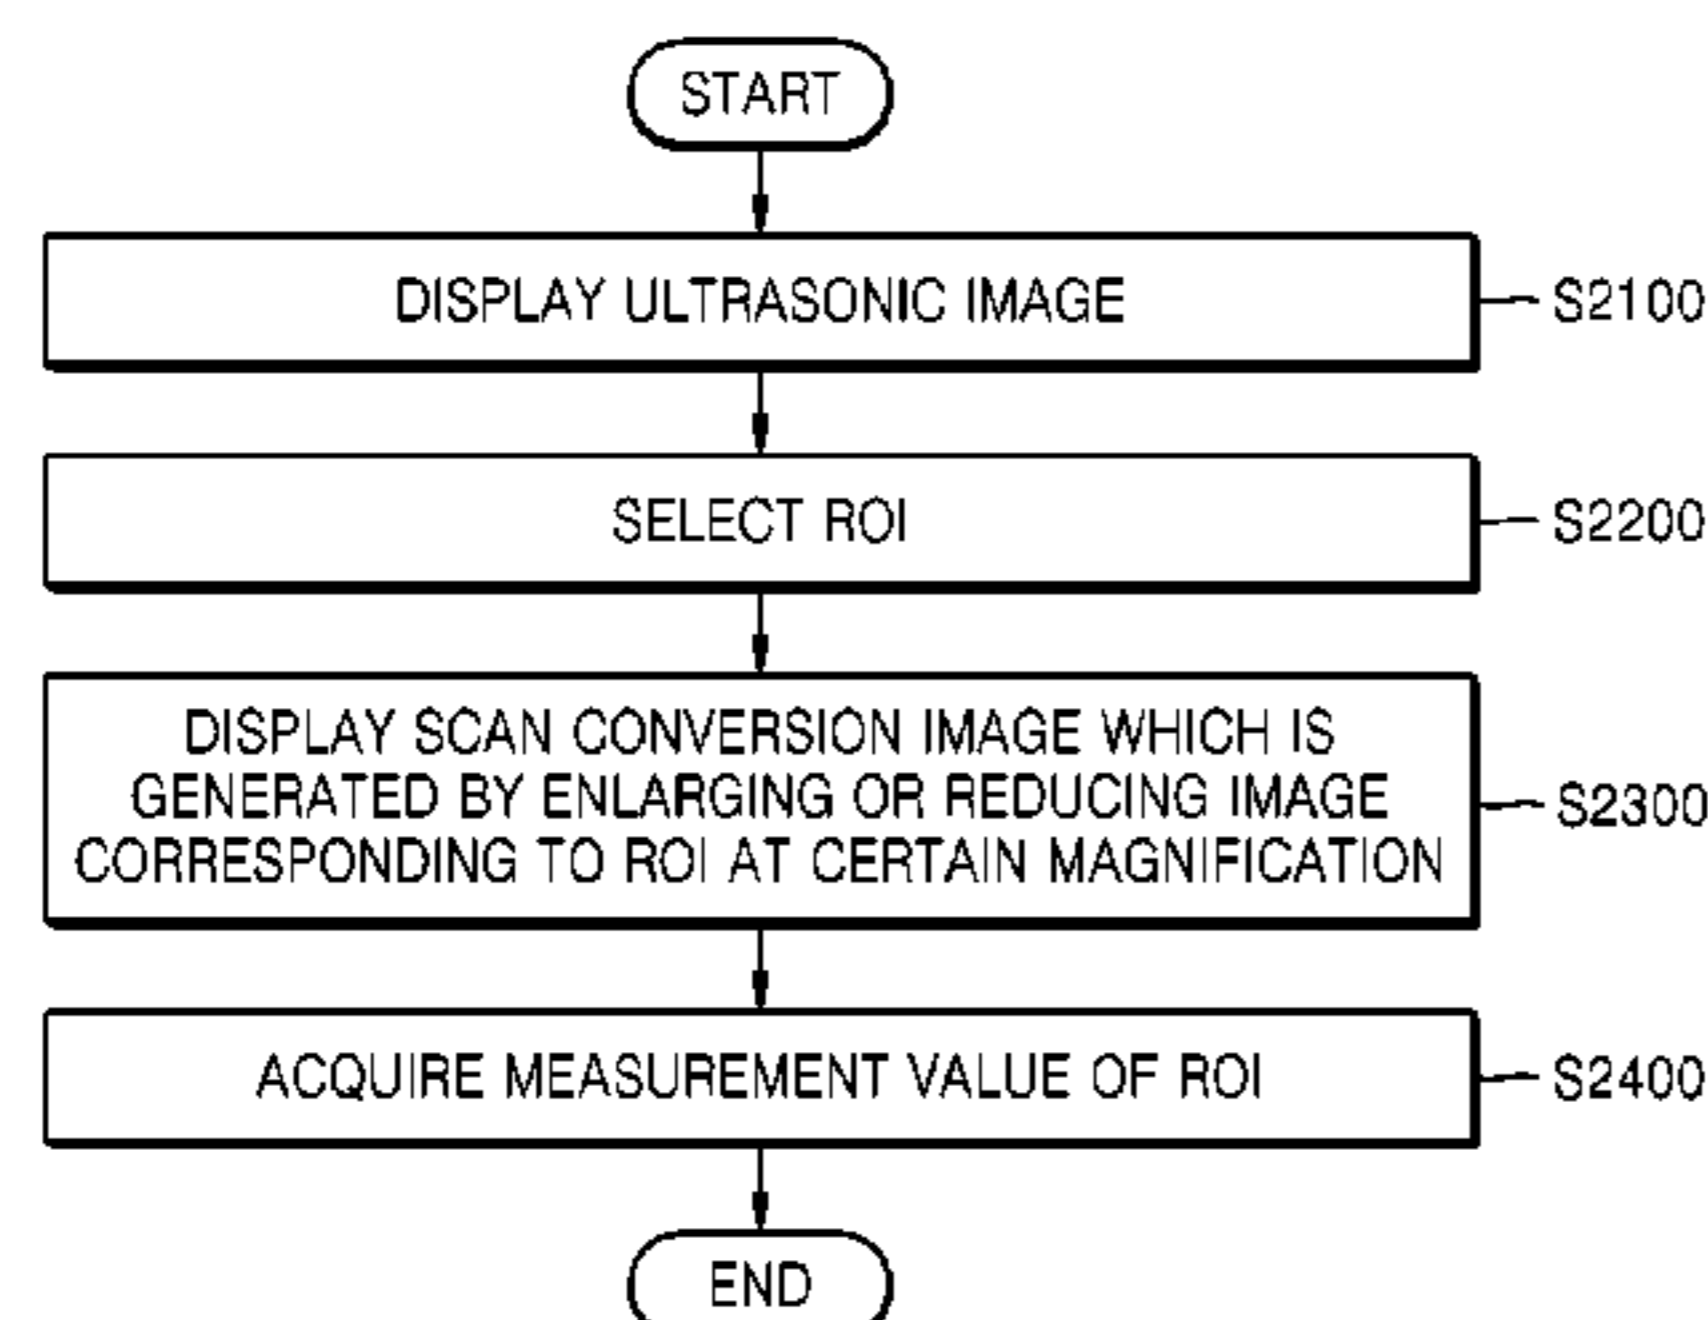 START
DISPLAY ULTRASONIC IMAGE
S2100
SELECT ROI
S2200
DISPLAY SCAN CONVERSION IMAGE WHICH IS
GENERATED BY ENLARGING OR REDUCING IMAGE
CORRESPONDING TO ROI AT CERTAIN MAGNIFICATION
S2300
ACQUIRE MEASUREMENT VALUE OF ROI
S2400
END